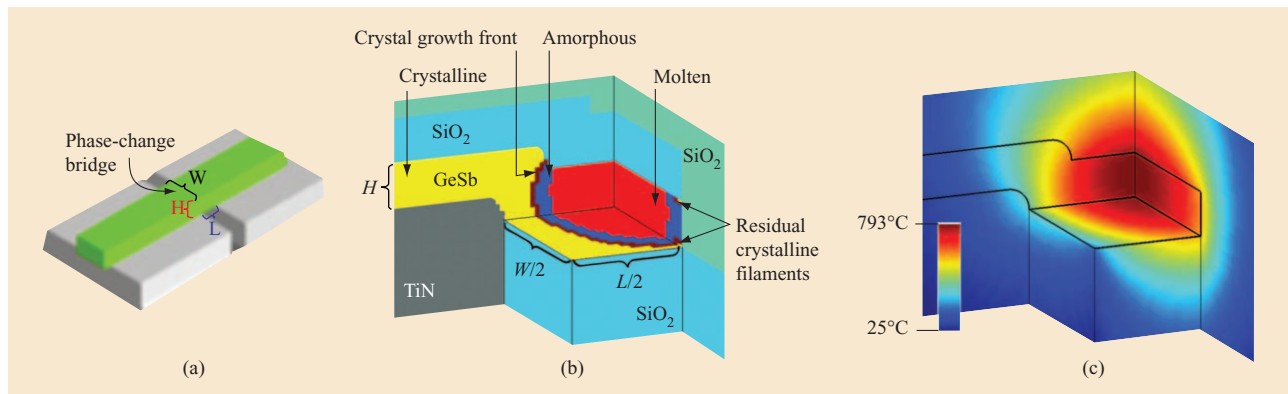 Phase-change
bridge
W
H
L
(a)
Crystal growth front
Amorphous
Crystalline
Molten
SiO₂
SiO₂
H
GeSb
Residual
crystalline
filaments
W/2
L/2
TiN
SiO₂
(b)
793°C
25°C
(c)